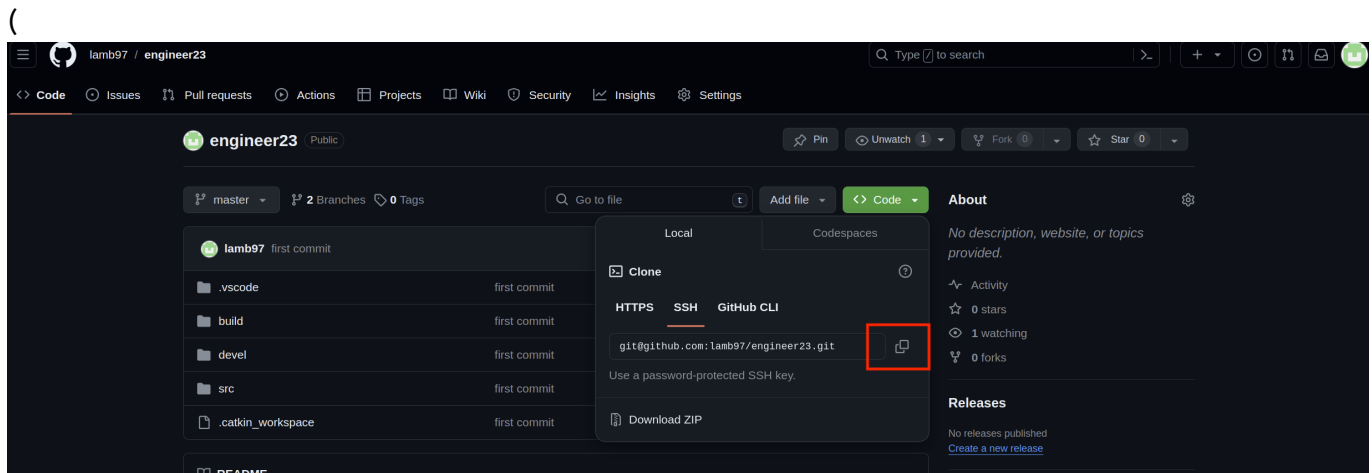 (
lamb97 / engineer23
Type / to search
Code Issues Pull requests Actions Projects Wiki Security Insights Settings
engineer23 Public
Pin Unwatch 1 Fork 0 Star 0
master 2 Branches 0 Tags
Go to file t Add file <> Code
lamb97 first commit
.vscode first commit
build first commit
devel first commit
src first commit
.catkin_workspace first commit
README
Local Codespaces
Clone
HTTPS SSH GitHub CLI
git@github.com:lamb97/engineer23.git
Use a password-protected SSH key.
Download ZIP
About
No description, website, or topics
provided.
Activity
0 stars
1 watching
0 forks
Releases
No releases published
Create a new release